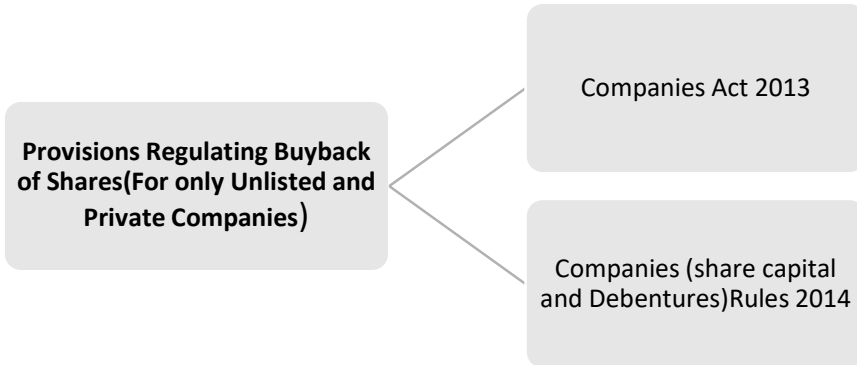 Provisions Regulating Buyback
of Shares(For only Unlisted and
Private Companies)
Companies Act 2013
Companies (share capital
and Debentures)Rules 2014